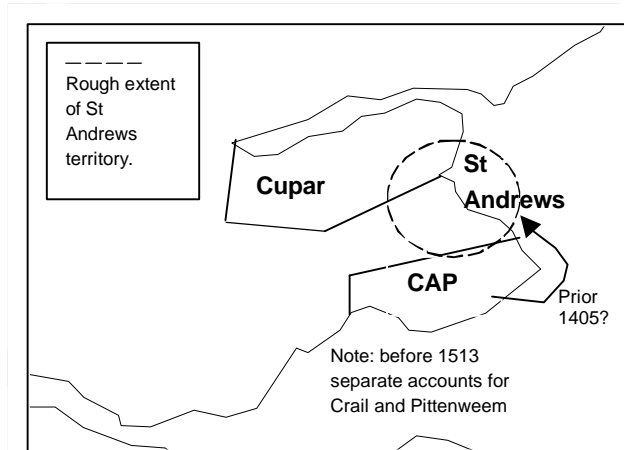 Rough extent
of St
Andrews
territory.
St
Andrews
Cupar
CAP
Prior
1405?
Note: before 1513
separate accounts for
Crail and Pittenweem